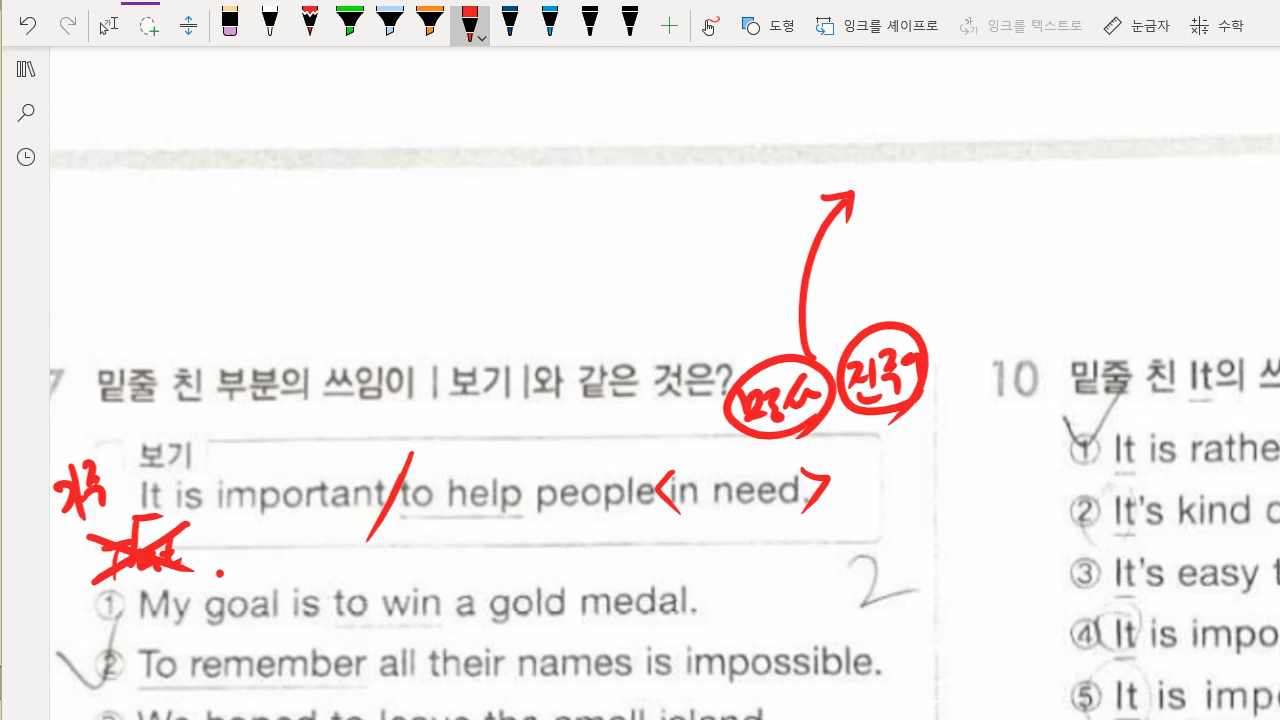 도형 잉크를 셰이프로 잉크를 텍스트로 눈금자 수학
7 밑줄 친 부분의 쓰임이 |보기|와 같은 것은?
명사 진주어
보기
It is important to help people in need.
① My goal is to win a gold medal.
2
② To remember all their names is impossible.
10 밑줄 친 It의 쓰
① It is rathe
② It's kind
③ It's easy
④ It is impo
⑤ It is imp